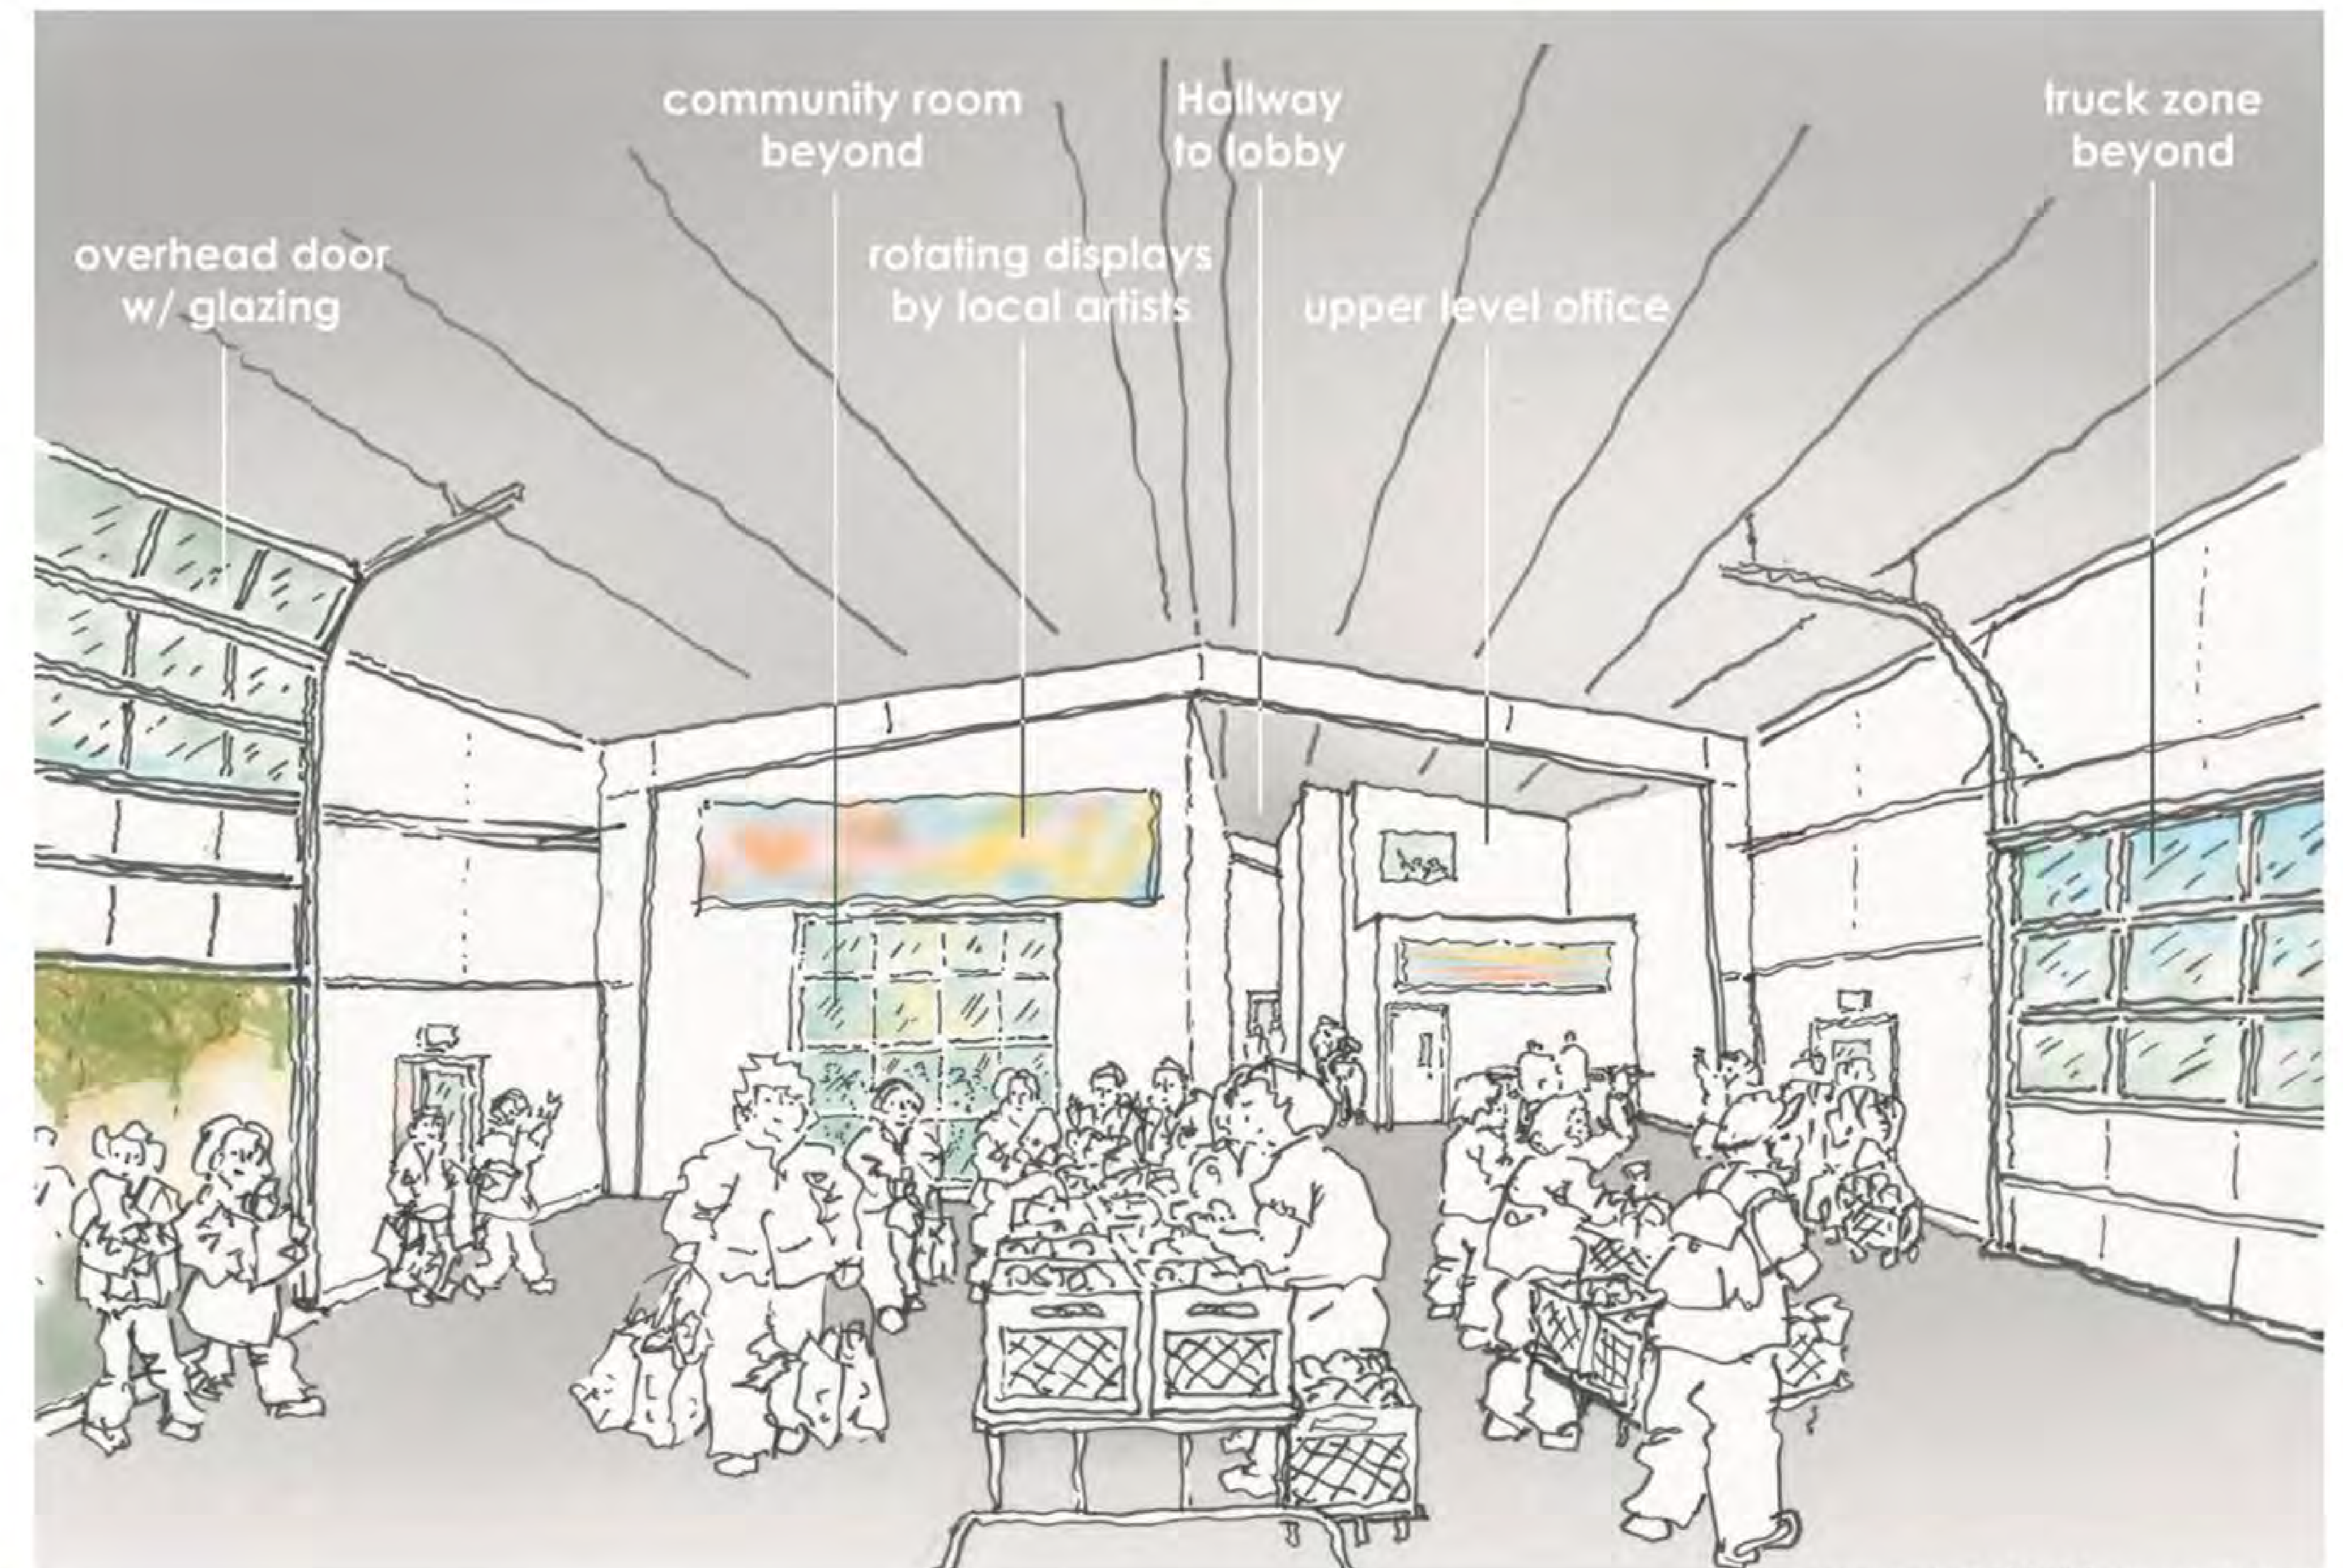 community room
beyond
Hallway
to lobby
truck zone
beyond
overhead door
w/ glazing
rotating displays
by local artists
upper level office